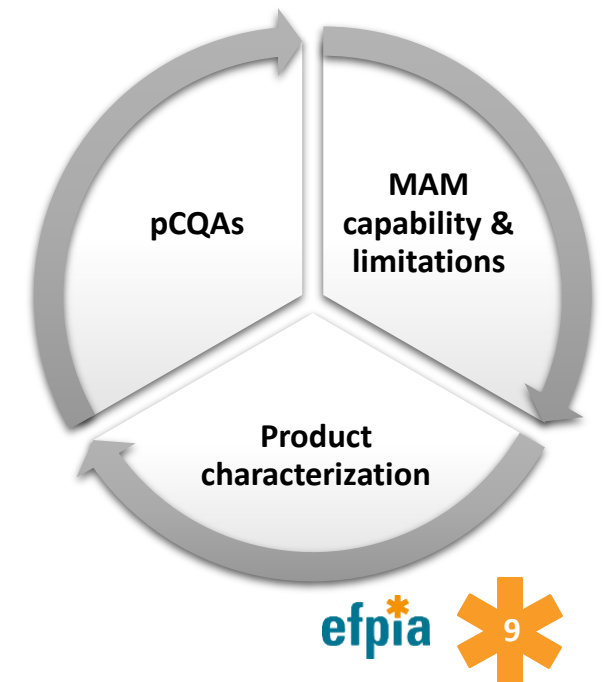 pCQAs
MAM
capability &
limitations
Product
characterization
efpia
9